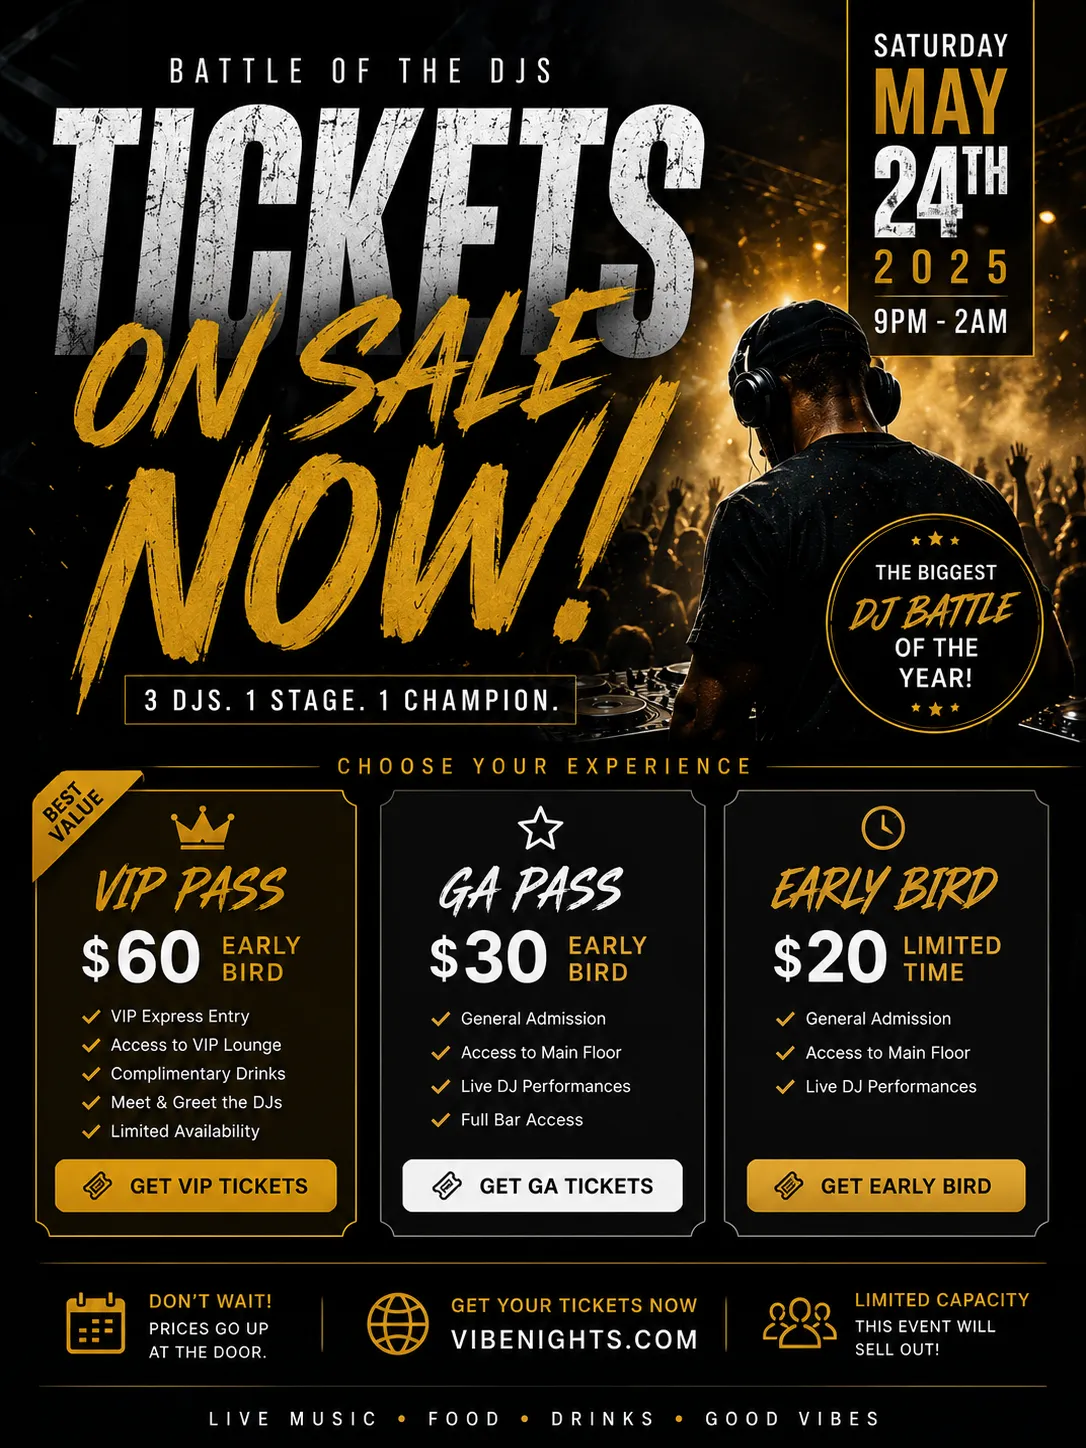 BATTLE OF THE DJS
TICKETS
ON SALE
NOW!
3 DJS. 1 STAGE. 1 CHAMPION.
SATURDAY
MAY
24TH
2025
9PM - 2AM
THE BIGGEST
DJ BATTLE
OF THE
YEAR!
CHOOSE YOUR EXPERIENCE
BEST
VALUE
VIP PASS
$60 EARLY
BIRD
VIP Express Entry
Access to VIP Lounge
Complimentary Drinks
Meet & Greet the DJs
Limited Availability
GET VIP TICKETS
GA PASS
$30 EARLY
BIRD
General Admission
Access to Main Floor
Live DJ Performances
Full Bar Access
GET GA TICKETS
EARLY BIRD
$20 LIMITED
TIME
General Admission
Access to Main Floor
Live DJ Performances
GET EARLY BIRD
DON'T WAIT!
PRICES GO UP
AT THE DOOR.
GET YOUR TICKETS NOW
VIBENIGHTS.COM
LIMITED CAPACITY
THIS EVENT WILL
SELL OUT!
LIVE MUSIC • FOOD • DRINKS • GOOD VIBES